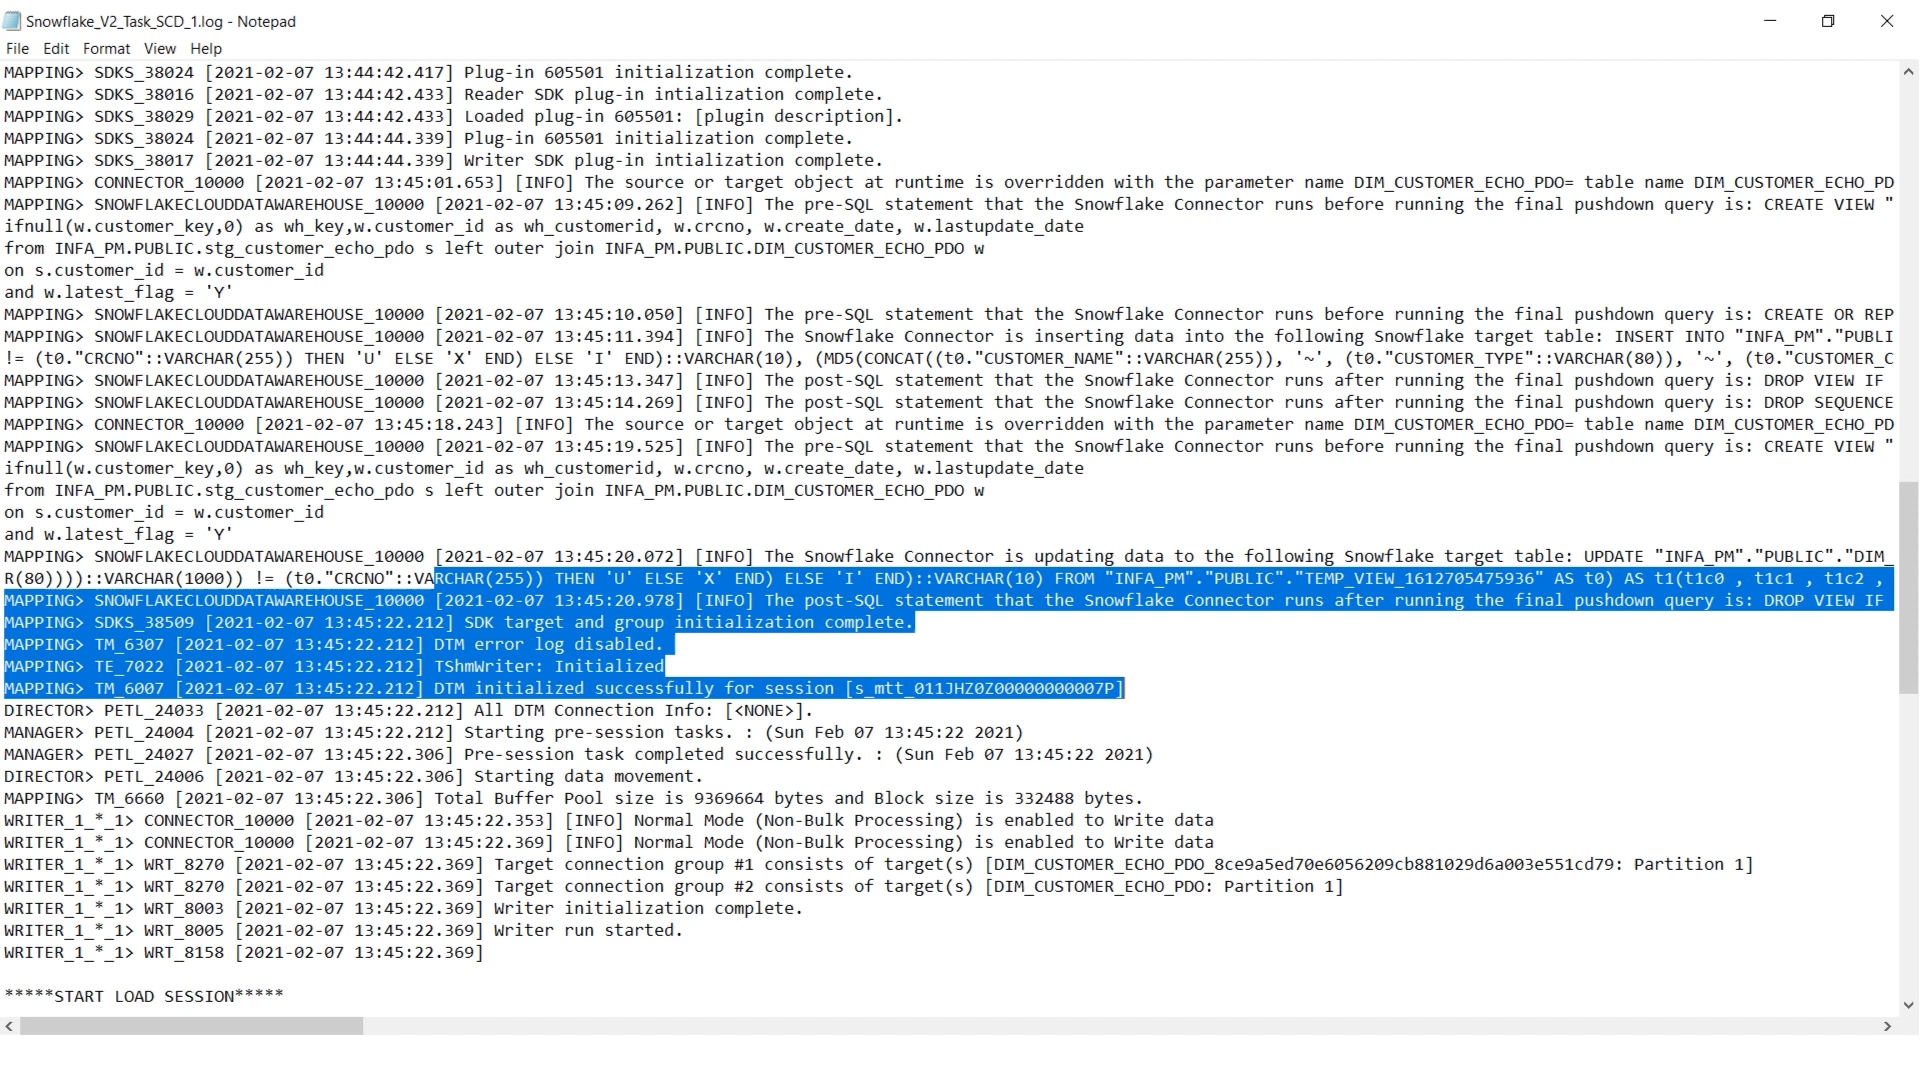 Snowflake_V2_Task_SCD_1.log - Notepad
File Edit Format View Help
MAPPING> SDKS_38024 [2021-02-07 13:44:42.417] Plug-in 605501 initialization complete.
MAPPING> SDKS_38016 [2021-02-07 13:44:42.433] Reader SDK plug-in intialization complete.
MAPPING> SDKS_38029 [2021-02-07 13:44:42.433] Loaded plug-in 605501: [plugin description].
MAPPING> SDKS_38024 [2021-02-07 13:44:44.339] Plug-in 605501 initialization complete.
MAPPING> SDKS_38017 [2021-02-07 13:44:44.339] Writer SDK plug-in intialization complete.
MAPPING> CONNECTOR_10000 [2021-02-07 13:45:01.653] [INFO] The source or target object at runtime is overridden with the parameter name DIM_CUSTOMER_ECHO_PDO= table name DIM_CUSTOMER_ECHO_PD
MAPPING> SNOWFLAKECLOUDDATAWAREHOUSE_10000 [2021-02-07 13:45:09.262] [INFO] The pre-SQL statement that the Snowflake Connector runs before running the final pushdown query is: CREATE VIEW "
ifnull(w.customer_key,0) as wh_key,w.customer_id as wh_customerid, w.crcno, w.create_date, w.lastupdate_date
from INFA_PM.PUBLIC.stg_customer_echo_pdo s left outer join INFA_PM.PUBLIC.DIM_CUSTOMER_ECHO_PDO w
on s.customer_id = w.customer_id
and w.latest_flag = 'Y'
MAPPING> SNOWFLAKECLOUDDATAWAREHOUSE_10000 [2021-02-07 13:45:10.050] [INFO] The pre-SQL statement that the Snowflake Connector runs before running the final pushdown query is: CREATE OR REP
MAPPING> SNOWFLAKECLOUDDATAWAREHOUSE_10000 [2021-02-07 13:45:11.394] [INFO] The Snowflake Connector is inserting data into the following Snowflake target table: INSERT INTO "INFA_PM"."PUBLI
!= (t0."CRCNO"::VARCHAR(255)) THEN 'U' ELSE 'X' END) ELSE 'I' END)::VARCHAR(10), (MD5(CONCAT((t0."CUSTOMER_NAME"::VARCHAR(255)), '~', (t0."CUSTOMER_TYPE"::VARCHAR(80)), '~', (t0."CUSTOMER_C
MAPPING> SNOWFLAKECLOUDDATAWAREHOUSE_10000 [2021-02-07 13:45:13.347] [INFO] The post-SQL statement that the Snowflake Connector runs after running the final pushdown query is: DROP VIEW IF
MAPPING> SNOWFLAKECLOUDDATAWAREHOUSE_10000 [2021-02-07 13:45:14.269] [INFO] The post-SQL statement that the Snowflake Connector runs after running the final pushdown query is: DROP SEQUENCE
MAPPING> CONNECTOR_10000 [2021-02-07 13:45:18.243] [INFO] The source or target object at runtime is overridden with the parameter name DIM_CUSTOMER_ECHO_PDO= table name DIM_CUSTOMER_ECHO_PD
MAPPING> SNOWFLAKECLOUDDATAWAREHOUSE_10000 [2021-02-07 13:45:19.525] [INFO] The pre-SQL statement that the Snowflake Connector runs before running the final pushdown query is: CREATE VIEW "
ifnull(w.customer_key,0) as wh_key,w.customer_id as wh_customerid, w.crcno, w.create_date, w.lastupdate_date
from INFA_PM.PUBLIC.stg_customer_echo_pdo s left outer join INFA_PM.PUBLIC.DIM_CUSTOMER_ECHO_PDO w
on s.customer_id = w.customer_id
and w.latest_flag = 'Y'
MAPPING> SNOWFLAKECLOUDDATAWAREHOUSE_10000 [2021-02-07 13:45:20.072] [INFO] The Snowflake Connector is updating data to the following Snowflake target table: UPDATE "INFA_PM"."PUBLIC"."DIM_
R(80))))::VARCHAR(1000)) != (t0."CRCNO"::VARCHAR(255)) THEN 'U' ELSE 'X' END) ELSE 'I' END)::VARCHAR(10) FROM "INFA_PM"."PUBLIC"."TEMP_VIEW_1612705475936" AS t0) AS t1(t1c0 , t1c1 , t1c2 ,
MAPPING> SNOWFLAKECLOUDDATAWAREHOUSE_10000 [2021-02-07 13:45:20.978] [INFO] The post-SQL statement that the Snowflake Connector runs after running the final pushdown query is: DROP VIEW IF
MAPPING> SDKS_38509 [2021-02-07 13:45:22.212] SDK target and group initialization complete.
MAPPING> TM_6307 [2021-02-07 13:45:22.212] DTM error log disabled.
MAPPING> TE_7022 [2021-02-07 13:45:22.212] TShmWriter: Initialized
MAPPING> TM_6007 [2021-02-07 13:45:22.212] DTM initialized successfully for session [s_mtt_011JHZ0Z00000000007P]
DIRECTOR> PETL_24033 [2021-02-07 13:45:22.212] All DTM Connection Info: [<NONE>].
MANAGER> PETL_24004 [2021-02-07 13:45:22.212] Starting pre-session tasks. : (Sun Feb 07 13:45:22 2021)
MANAGER> PETL_24027 [2021-02-07 13:45:22.306] Pre-session task completed successfully. : (Sun Feb 07 13:45:22 2021)
DIRECTOR> PETL_24006 [2021-02-07 13:45:22.306] Starting data movement.
MAPPING> TM_6660 [2021-02-07 13:45:22.306] Total Buffer Pool size is 9369664 bytes and Block size is 332488 bytes.
WRITER_1_*_1> CONNECTOR_10000 [2021-02-07 13:45:22.353] [INFO] Normal Mode (Non-Bulk Processing) is enabled to Write data
WRITER_1_*_1> CONNECTOR_10000 [2021-02-07 13:45:22.369] [INFO] Normal Mode (Non-Bulk Processing) is enabled to Write data
WRITER_1_*_1> WRT_8270 [2021-02-07 13:45:22.369] Target connection group #1 consists of target(s) [DIM_CUSTOMER_ECHO_PDO_8ce9a5ed70e6056209cb881029d6a003e551cd79: Partition 1]
WRITER_1_*_1> WRT_8270 [2021-02-07 13:45:22.369] Target connection group #2 consists of target(s) [DIM_CUSTOMER_ECHO_PDO: Partition 1]
WRITER_1_*_1> WRT_8003 [2021-02-07 13:45:22.369] Writer initialization complete.
WRITER_1_*_1> WRT_8005 [2021-02-07 13:45:22.369] Writer run started.
WRITER_1_*_1> WRT_8158 [2021-02-07 13:45:22.369]
*****START LOAD SESSION*****